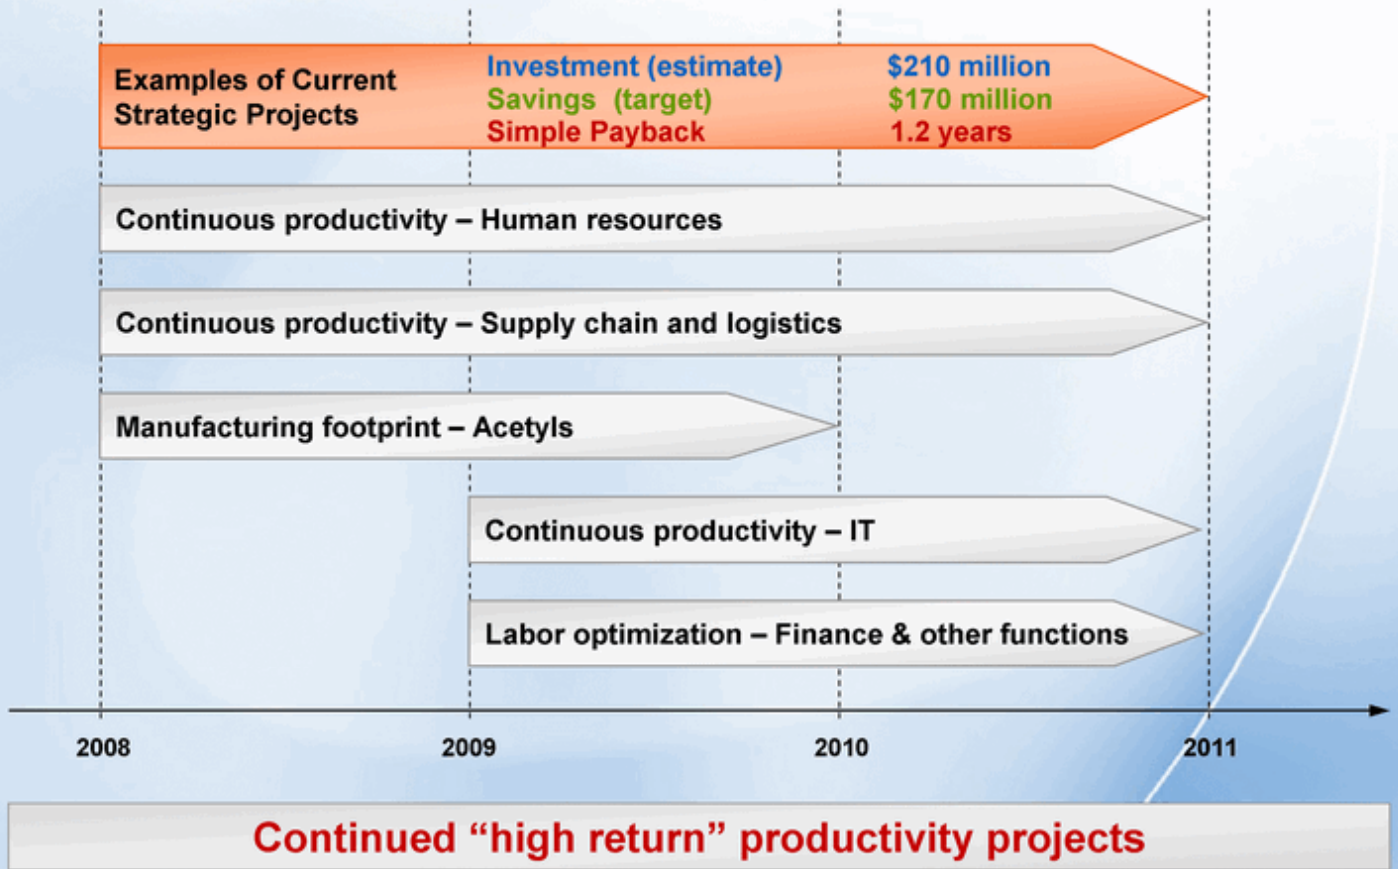 Examples of Current
Strategic Projects
Investment (estimate) $210 million
Savings (target) $170 million
Simple Payback 1.2 years
Continuous productivity – Human resources
Continuous productivity – Supply chain and logistics
Manufacturing footprint – Acetyls
Continuous productivity – IT
Labor optimization – Finance & other functions
2008 2009 2010 2011
Continued “high return” productivity projects